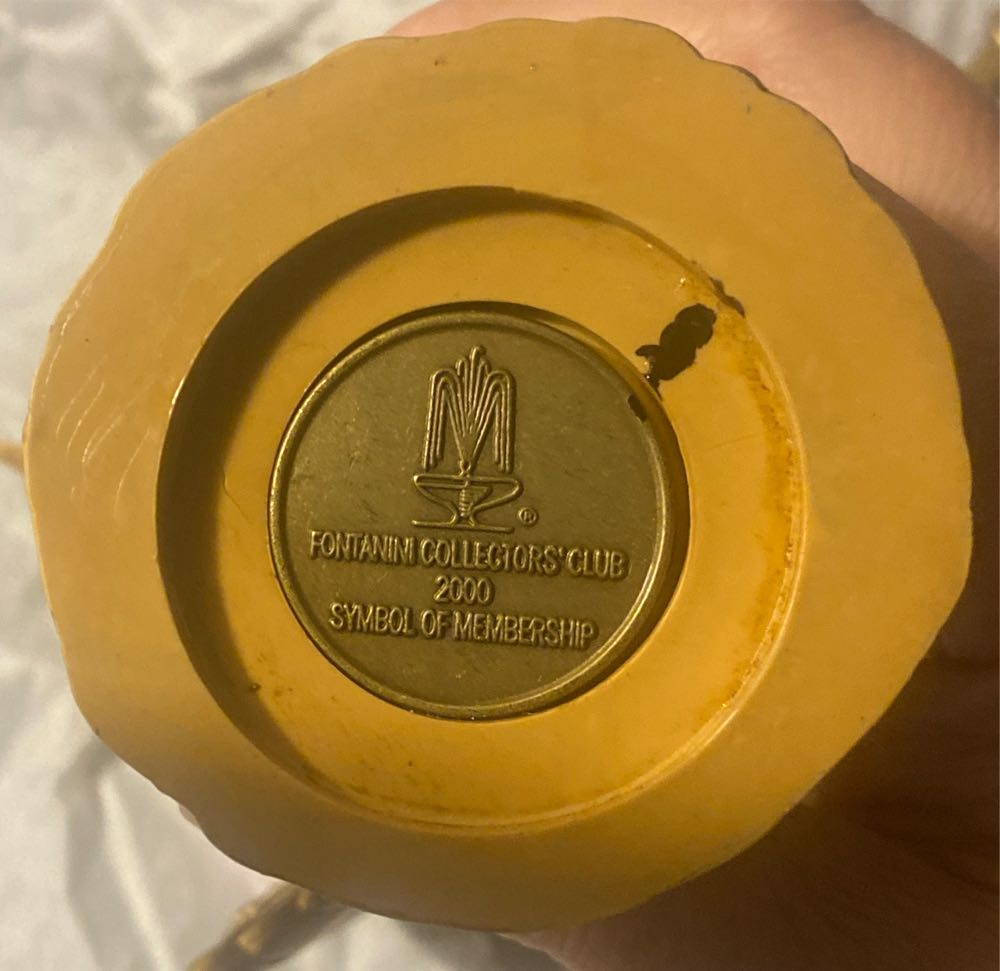 ®
FONTANINI COLLECTORS' CLUB
2000
SYMBOL OF MEMBERSHIP